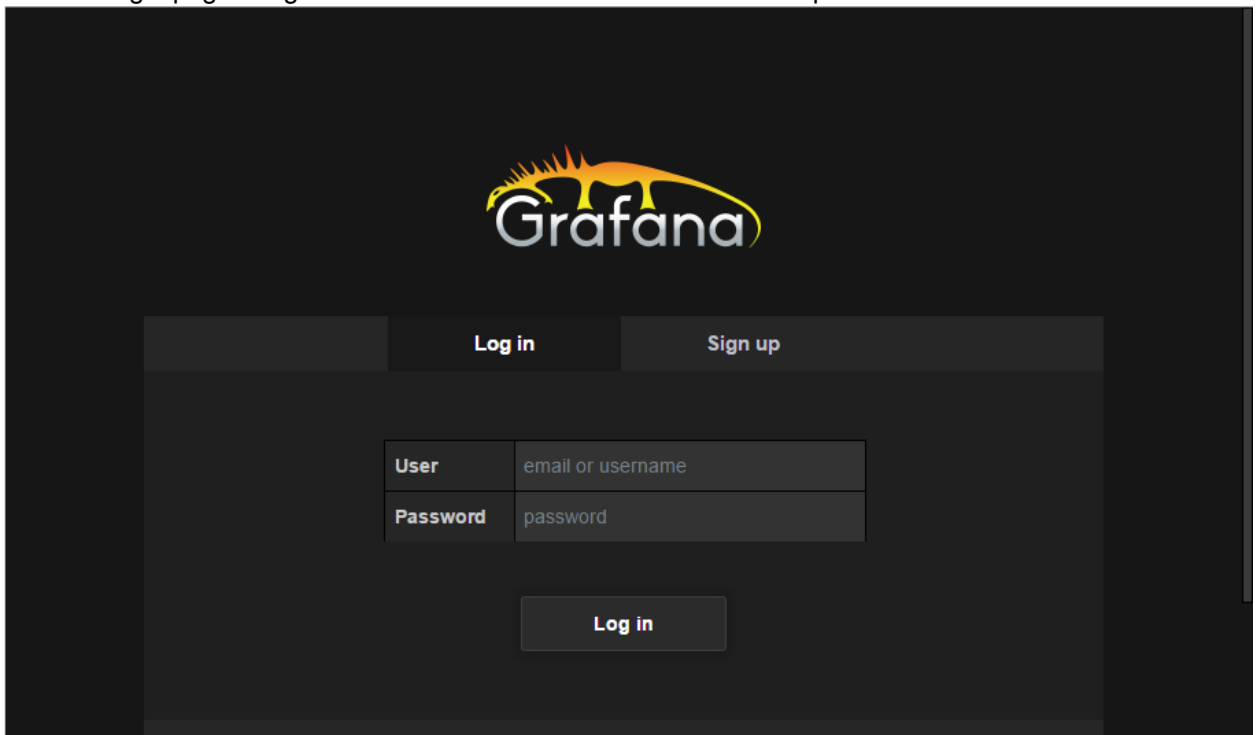 Grafana
Log in Sign up
User email or username
Password password
Log in